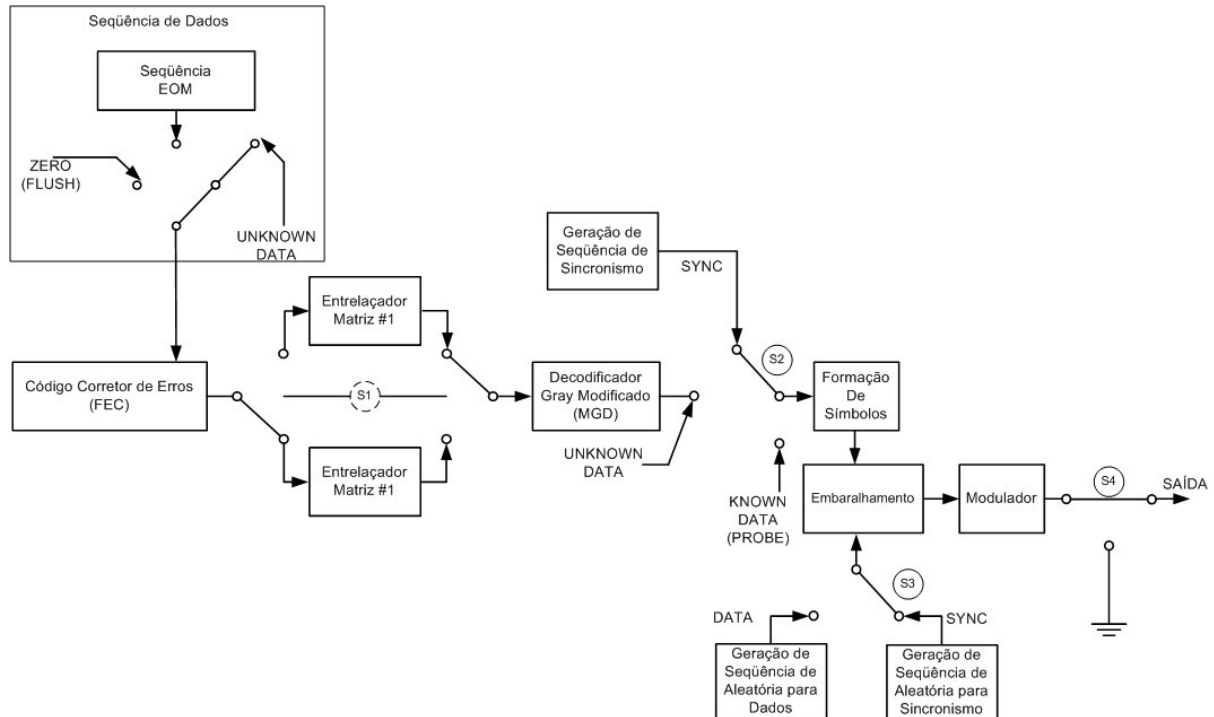 Seqüência de Dados
Seqüência
EOM
ZERO
(FLUSH)
UNKNOWN
DATA
Código Corretor de Erros
(FEC)
Entrelaçador
Matriz #1
S1
Entrelaçador
Matriz #1
Decodificador
Gray Modificado
(MGD)
UNKNOWN
DATA
Geração de
Seqüência de
Sincronismo
SYNC
S2
KNOWN
DATA
(PROBE)
Formação
De
Símbolos
Embaralhamento
Modulador
S4
SAÍDA
S3
DATA
SYNC
Geração de
Seqüência de
Aleatória para
Dados
Geração de
Seqüência de
Aleatória para
Sincronismo